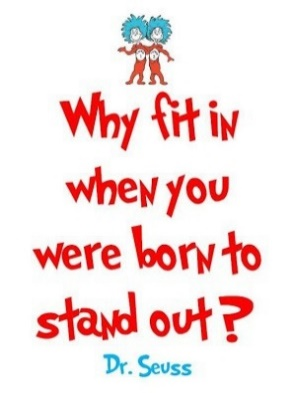 Why fit in
when you
were born to
stand out?
Dr. Seuss